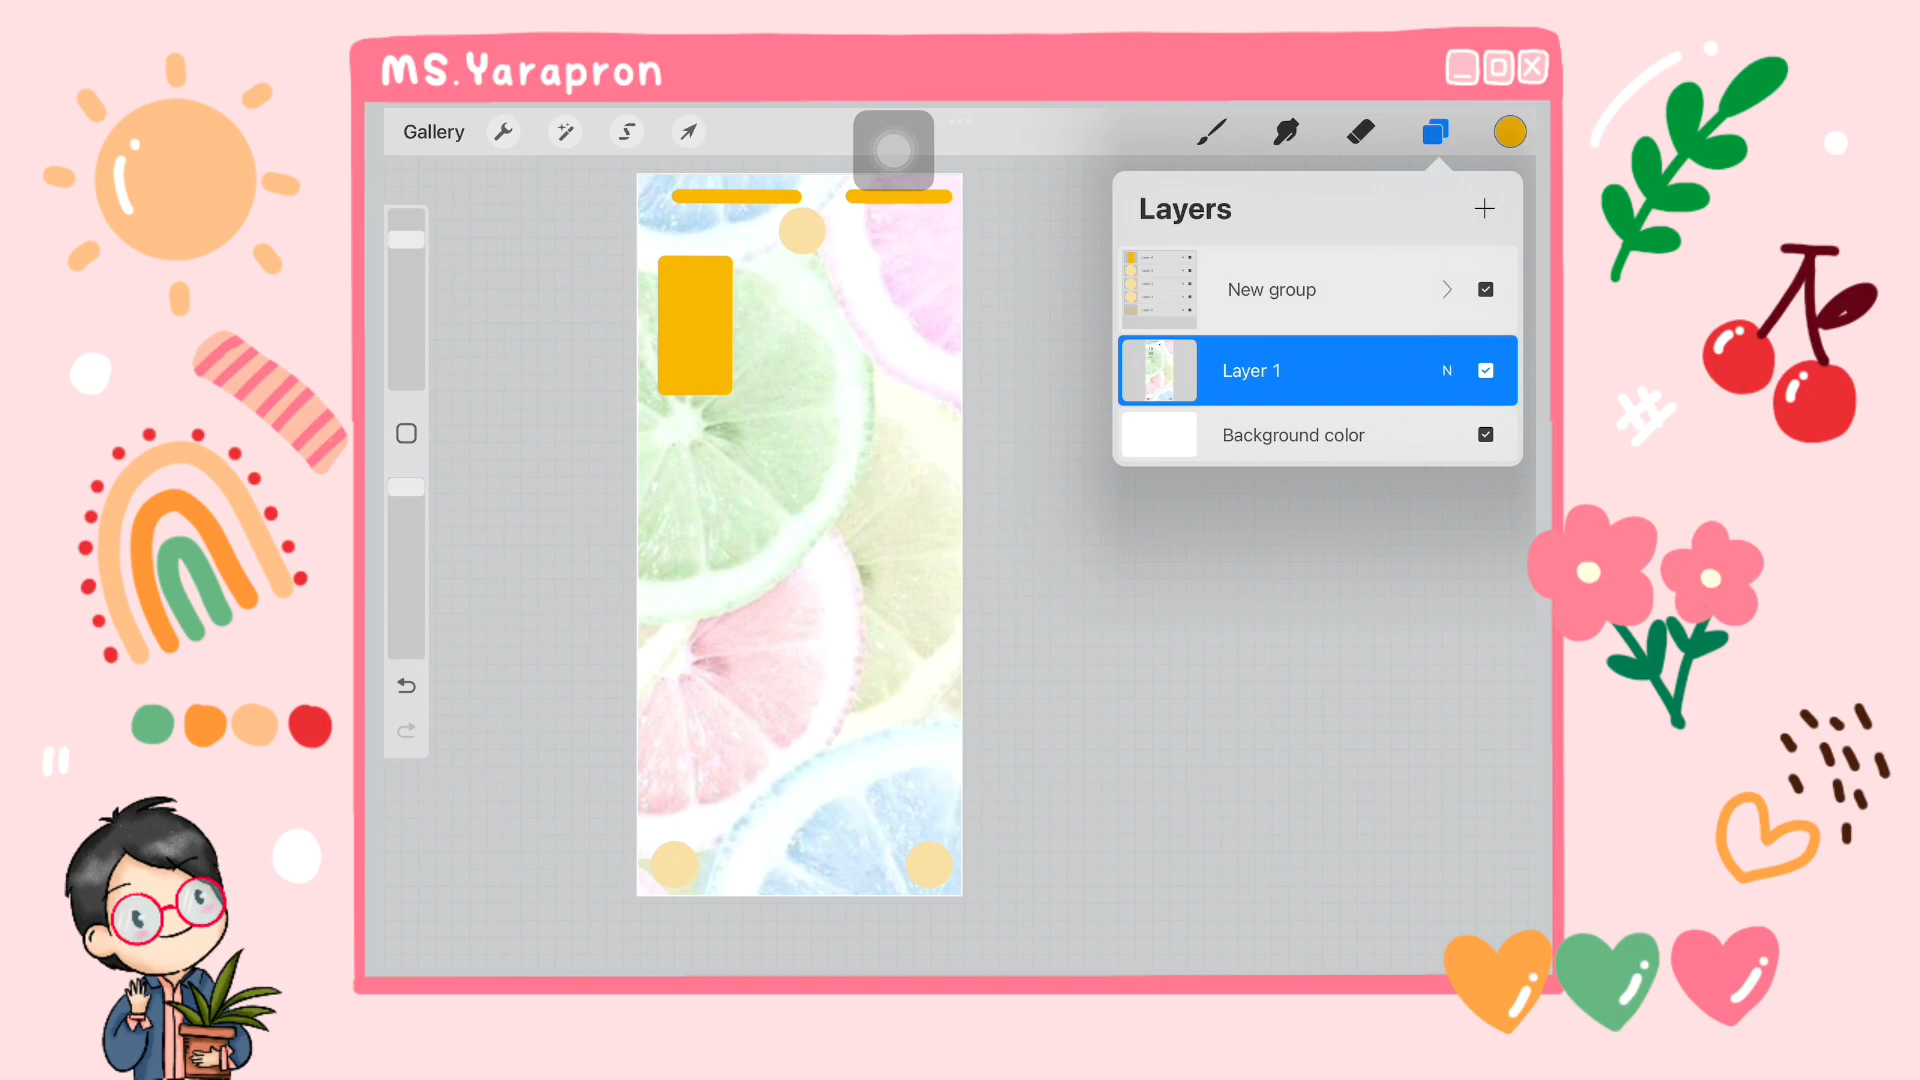 MS.Yarapron
Gallery
Layers
New group
Layer 1 N
Background color